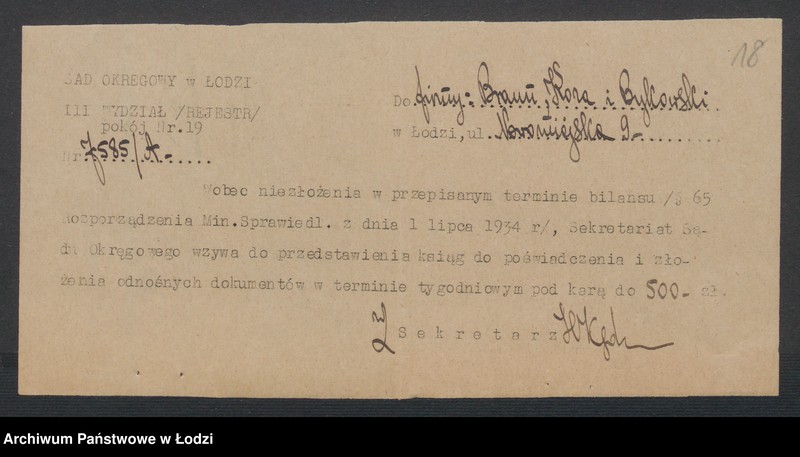 18
SĄD OKRĘGOWY w ŁODZI
III WYDZIAŁ /REJESTR/
pokój Nr.19
Nr 7585/A-......
Do firmy: Braun, Kora i Bylkowski
w Łodzi,ul. Nowomiejska 9-..........
Wobec niezłożenia w przepisanym terminie bilansu /§ 65
Rozporządzenia Min.Sprawiedl. z dnia 1 lipca 1934 r/, Sekretariat Są-
du Okręgowego wzywa do przedstawienia ksiąg do poświadczenia i zło-
żenia odnośnych dokumentów w terminie tygodniowym pod karą do 500- zł.
Sekretarz
Archiwum Państwowe w Łodzi